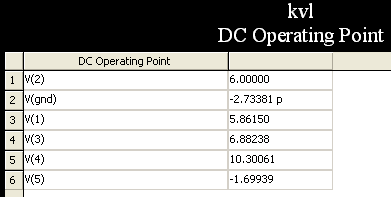 kvl
DC Operating Point
DC Operating Point
1 V(2) 6.00000
2 V(gnd) -2.73381 p
3 V(1) 5.86150
4 V(3) 6.88238
5 V(4) 10.30061
6 V(5) -1.69939